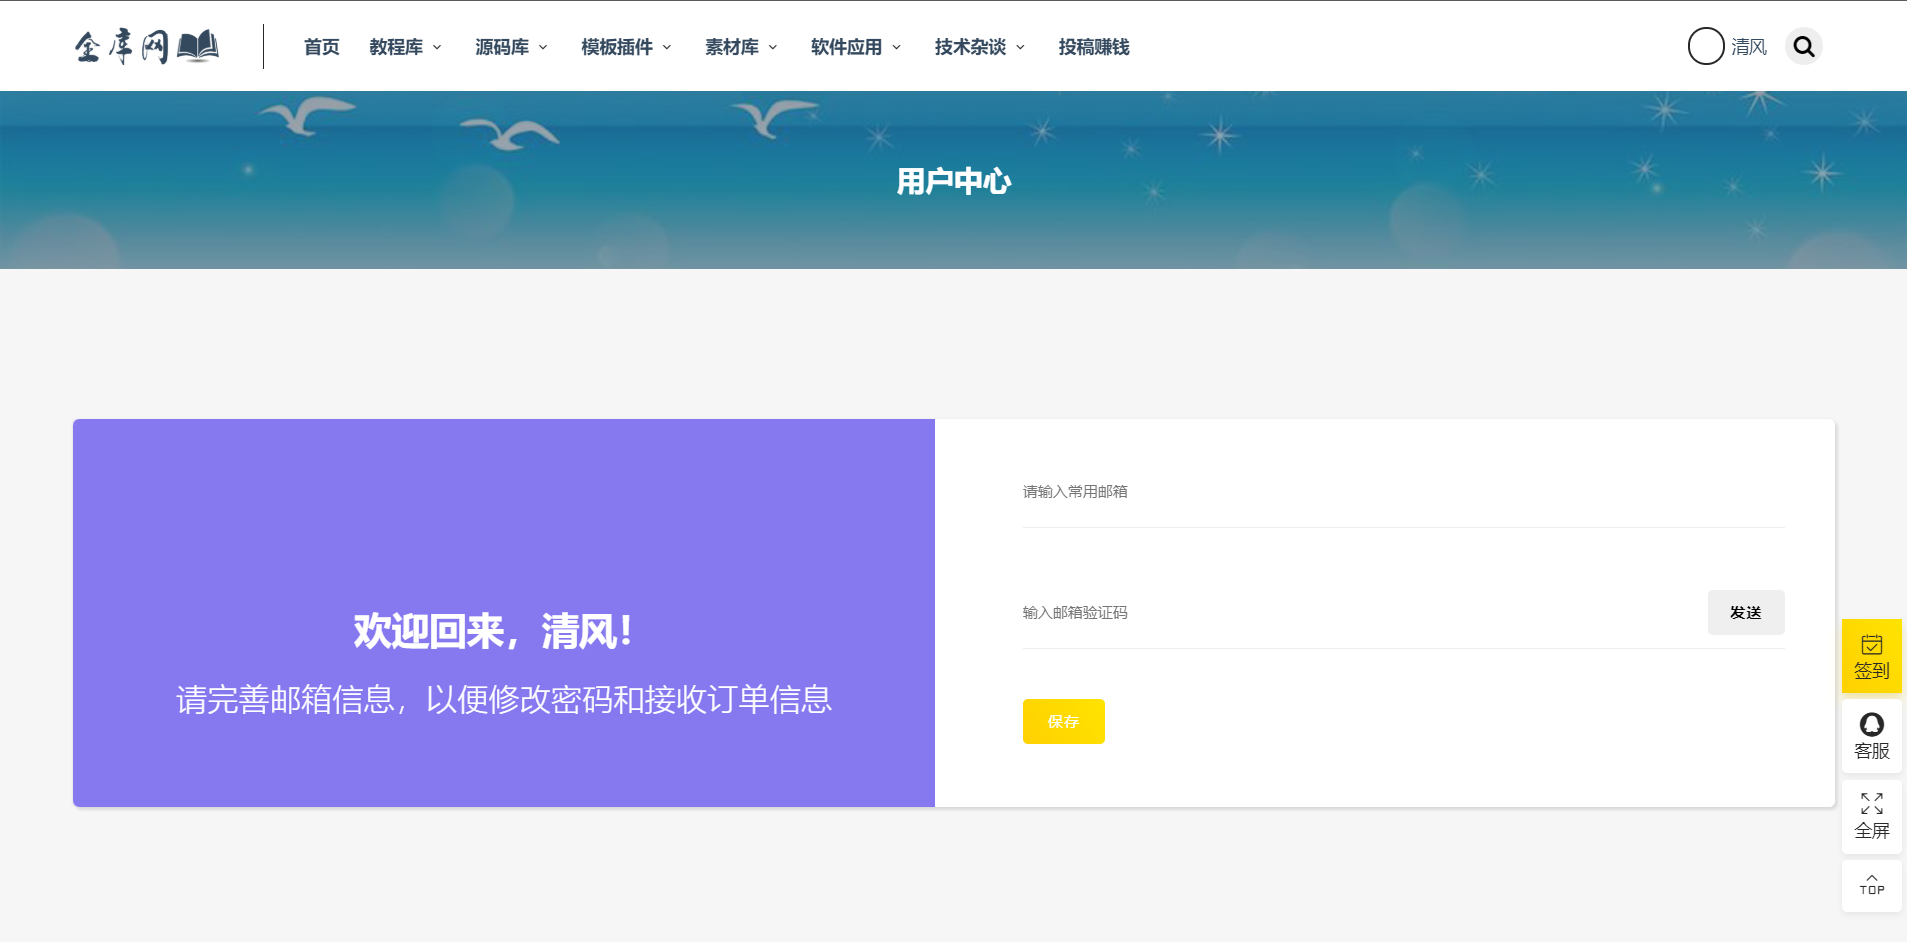 金库网
首页 教程库 源码库 模板插件 素材库 软件应用 技术杂谈 投稿赚钱
清风
用户中心
欢迎回来，清风！
请完善邮箱信息，以便修改密码和接收订单信息
请输入常用邮箱
输入邮箱验证码
发送
保存
签到
客服
全屏
TOP